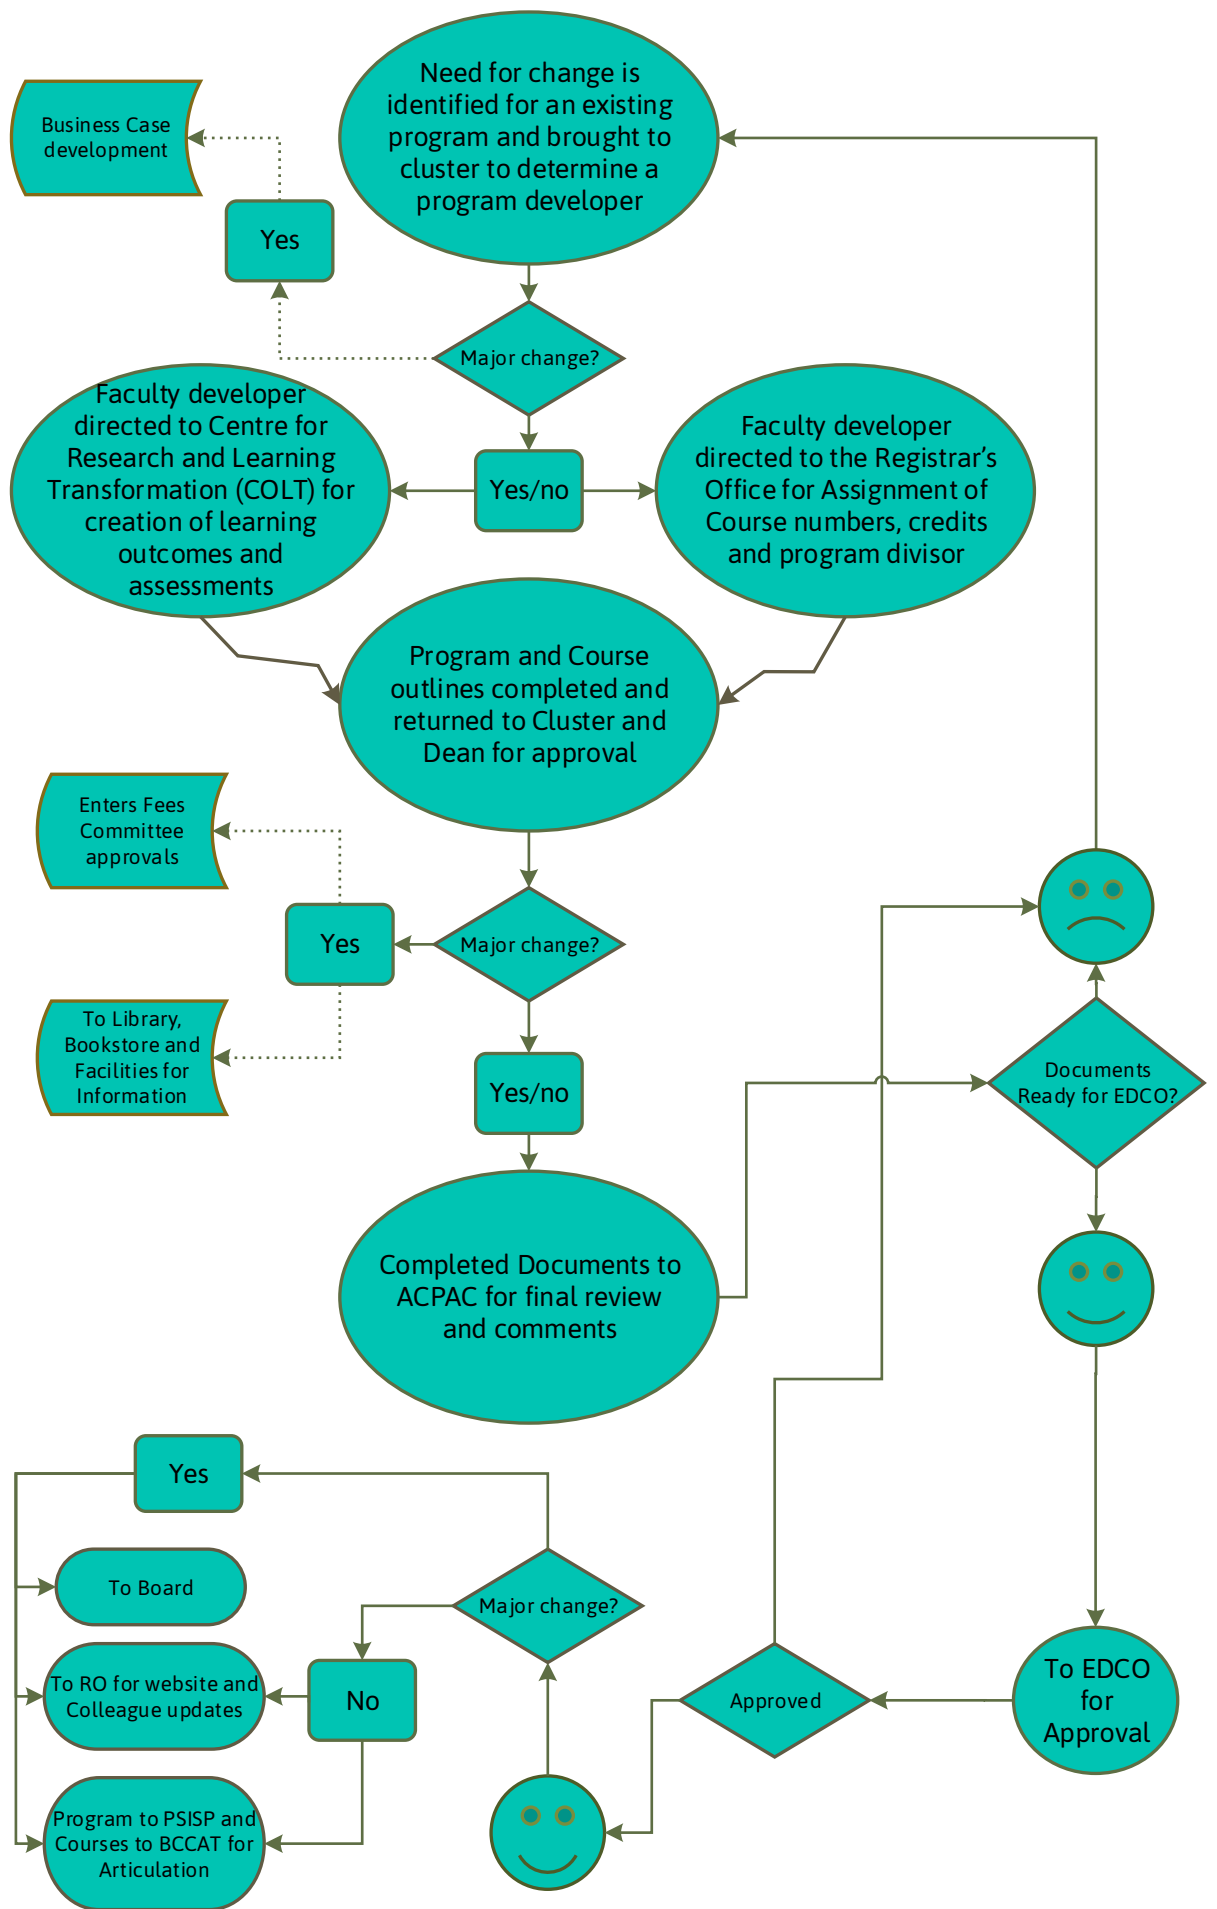 Need for change is
identified for an existing
program and brought to
cluster to determine a
program developer
Business Case
development
Yes
Major change?
Faculty developer
directed to Centre for
Research and Learning
Transformation (COLT) for
creation of learning
outcomes and
assessments
Yes/no
Faculty developer
directed to the Registrar’s
Office for Assignment of
Course numbers, credits
and program divisor
Program and Course
outlines completed and
returned to Cluster and
Dean for approval
Enters Fees
Committee
approvals
Yes
Major change?
To Library,
Bookstore and
Facilities for
Information
Yes/no
Documents
Ready for EDCO?
Completed Documents to
ACPAC for final review
and comments
Yes
To Board
Major change?
To RO for website and
Colleague updates
No
Approved
To EDCO
for
Approval
Program to PSISP and
Courses to BCCAT for
Articulation